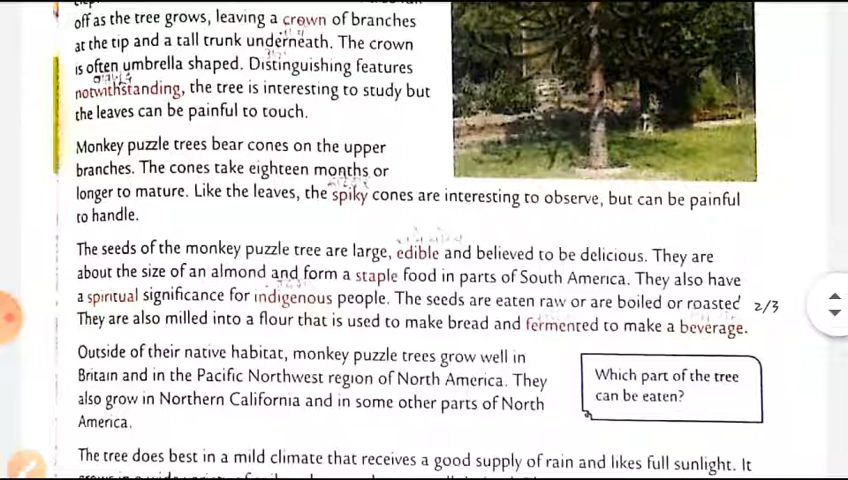 off as the tree grows, leaving a crown of branches
at the tip and a tall trunk underneath. The crown
is often umbrella shaped. Distinguishing features
notwithstanding, the tree is interesting to study but
the leaves can be painful to touch.
Monkey puzzle trees bear cones on the upper
branches. The cones take eighteen months or
longer to mature. Like the leaves, the spiky cones are interesting to observe, but can be painful
to handle.
The seeds of the monkey puzzle tree are large, edible and believed to be delicious. They are
about the size of an almond and form a staple food in parts of South America. They also have
a spiritual significance for indigenous people. The seeds are eaten raw or are boiled or roasted
2/3
They are also milled into a flour that is used to make bread and fermented to make a beverage.
Outside of their native habitat, monkey puzzle trees grow well in
Britain and in the Pacific Northwest region of North America. They
also grow in Northern California and in some other parts of North
America.
Which part of the tree
can be eaten?
The tree does best in a mild climate that receives a good supply of rain and likes full sunlight. It